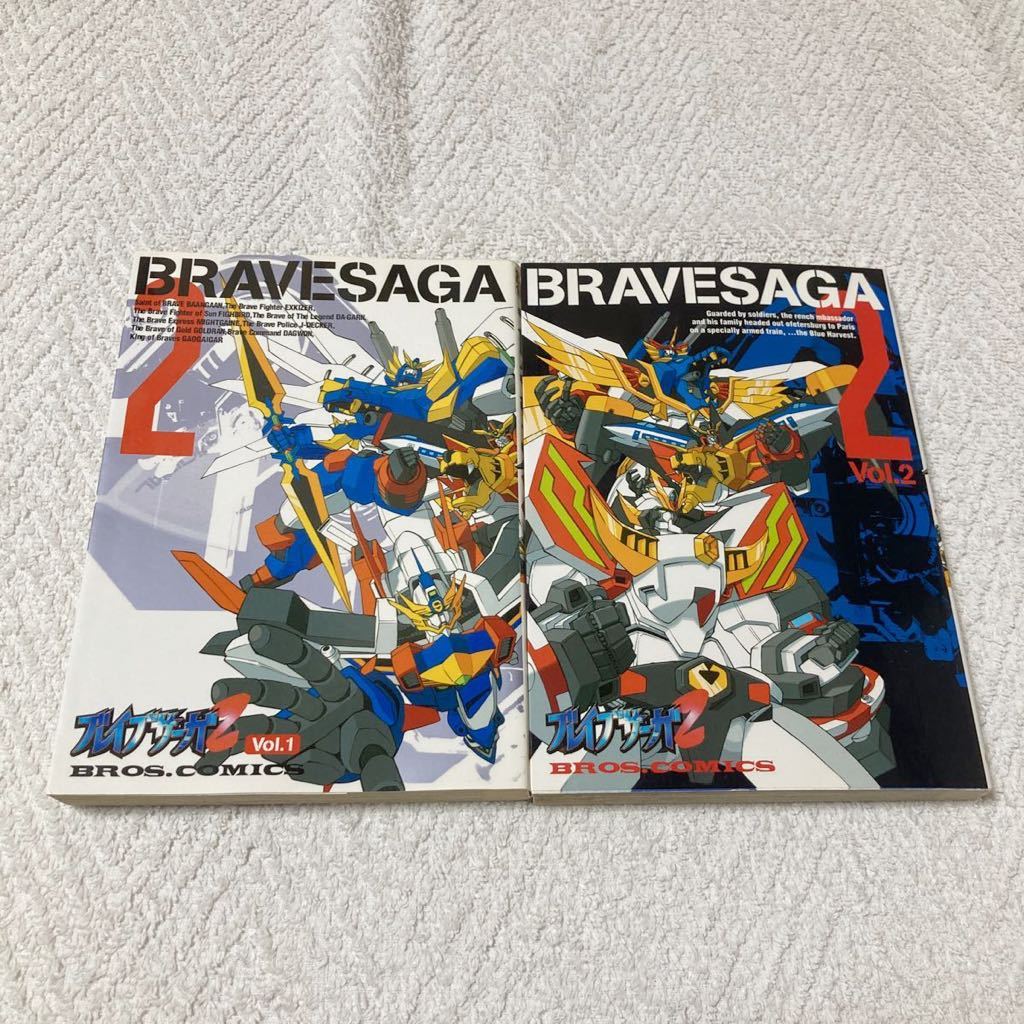 BRAVESAGA
Saint of BRAVE BAANGAAN,The Brave Fighter EXKIZER,
The Brave Fighter of Sun FIGHBIRD,The Brave of The Legend DA-GARN,
The Brave Express MIGHTGAINE,The Brave Police J-DECKER,
The Brave of Gold GOLDRAN,Brave Command DAGWON,
King of Braves GAOGAIGAR
2
ブレイブサーガ2
Vol.1
BROS.COMICS
BRAVESAGA
Guarded by soldiers, the rench mbassador
and his family headed out ofetersburg to Paris
on a specially armed train, ...the Blue Harvest.
2
Vol.2
ブレイブサーガ2
BROS.COMICS